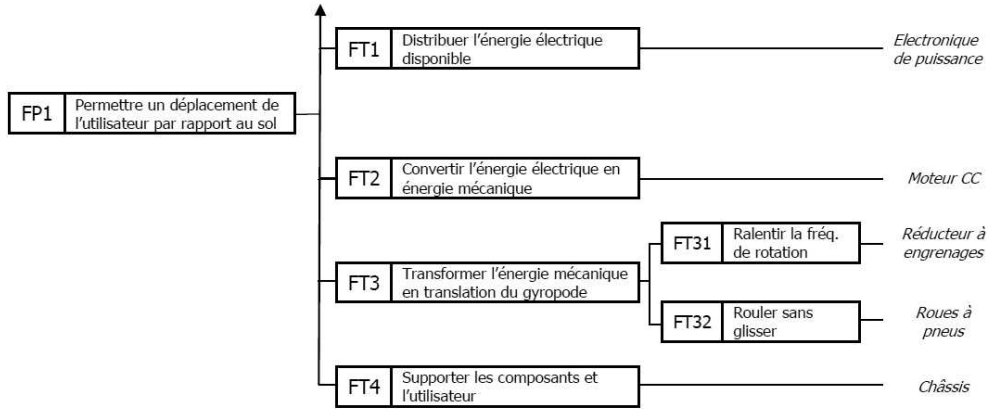 FP1
Permettre un déplacement de
l'utilisateur par rapport au sol
FT1
Distribuer l'énergie électrique
disponible
Electronique
de puissance
FT2
Convertir l'énergie électrique en
énergie mécanique
Moteur CC
FT3
Transformer l'énergie mécanique
en translation du gyropode
FT31
Ralentir la fréq.
de rotation
Réducteur à
engrenages
FT32
Rouler sans
glisser
Roues à
pneus
FT4
Supporter les composants et
l'utilisateur
Châssis